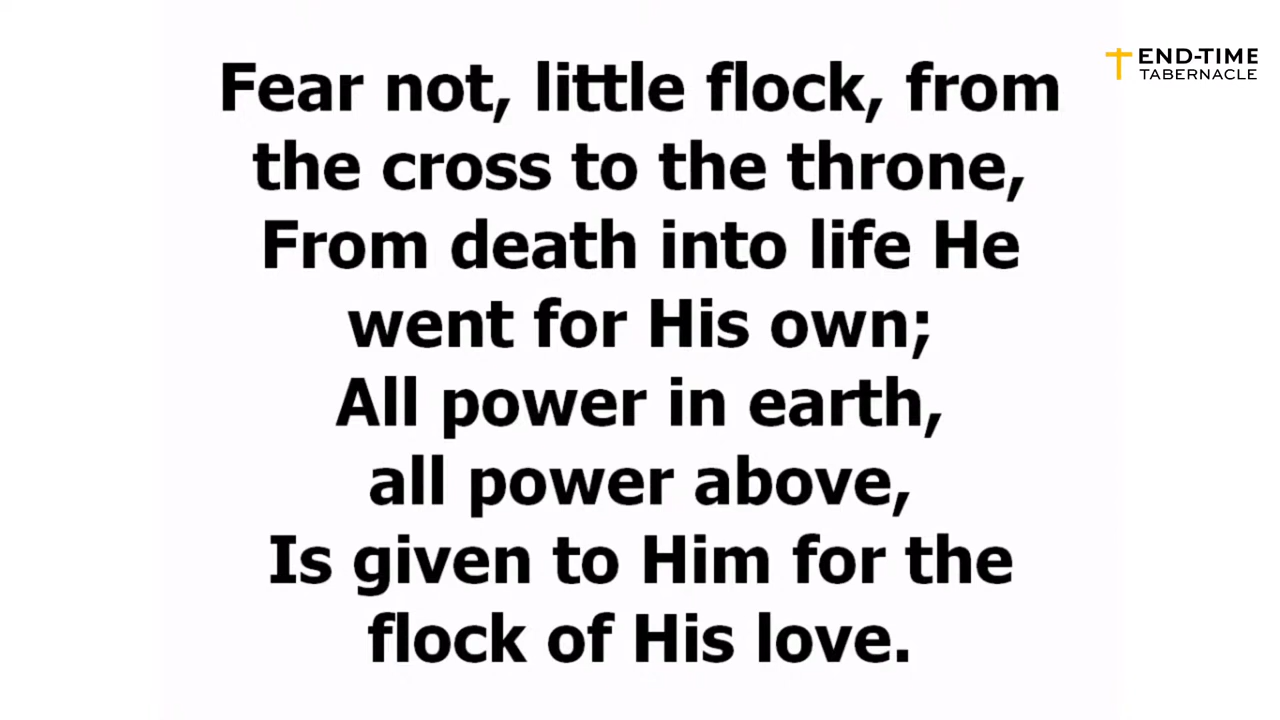 Fear not, little flock, from
the cross to the throne,
From death into life He
went for His own;
All power in earth,
all power above,
Is given to Him for the
flock of His love.
END-TIME
TABERNACLE